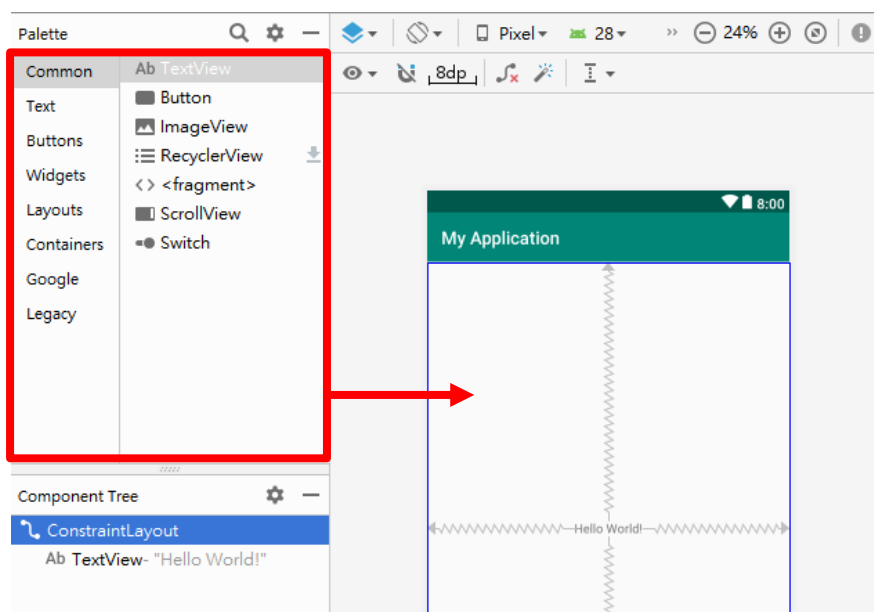 Palette
Pixel
28
24%
8dp
Common
Text
Buttons
Widgets
Layouts
Containers
Google
Legacy
Ab TextView
Button
ImageView
RecyclerView
<fragment>
ScrollView
Switch
8:00
My Application
Hello World!
Component Tree
ConstraintLayout
Ab TextView- "Hello World!"